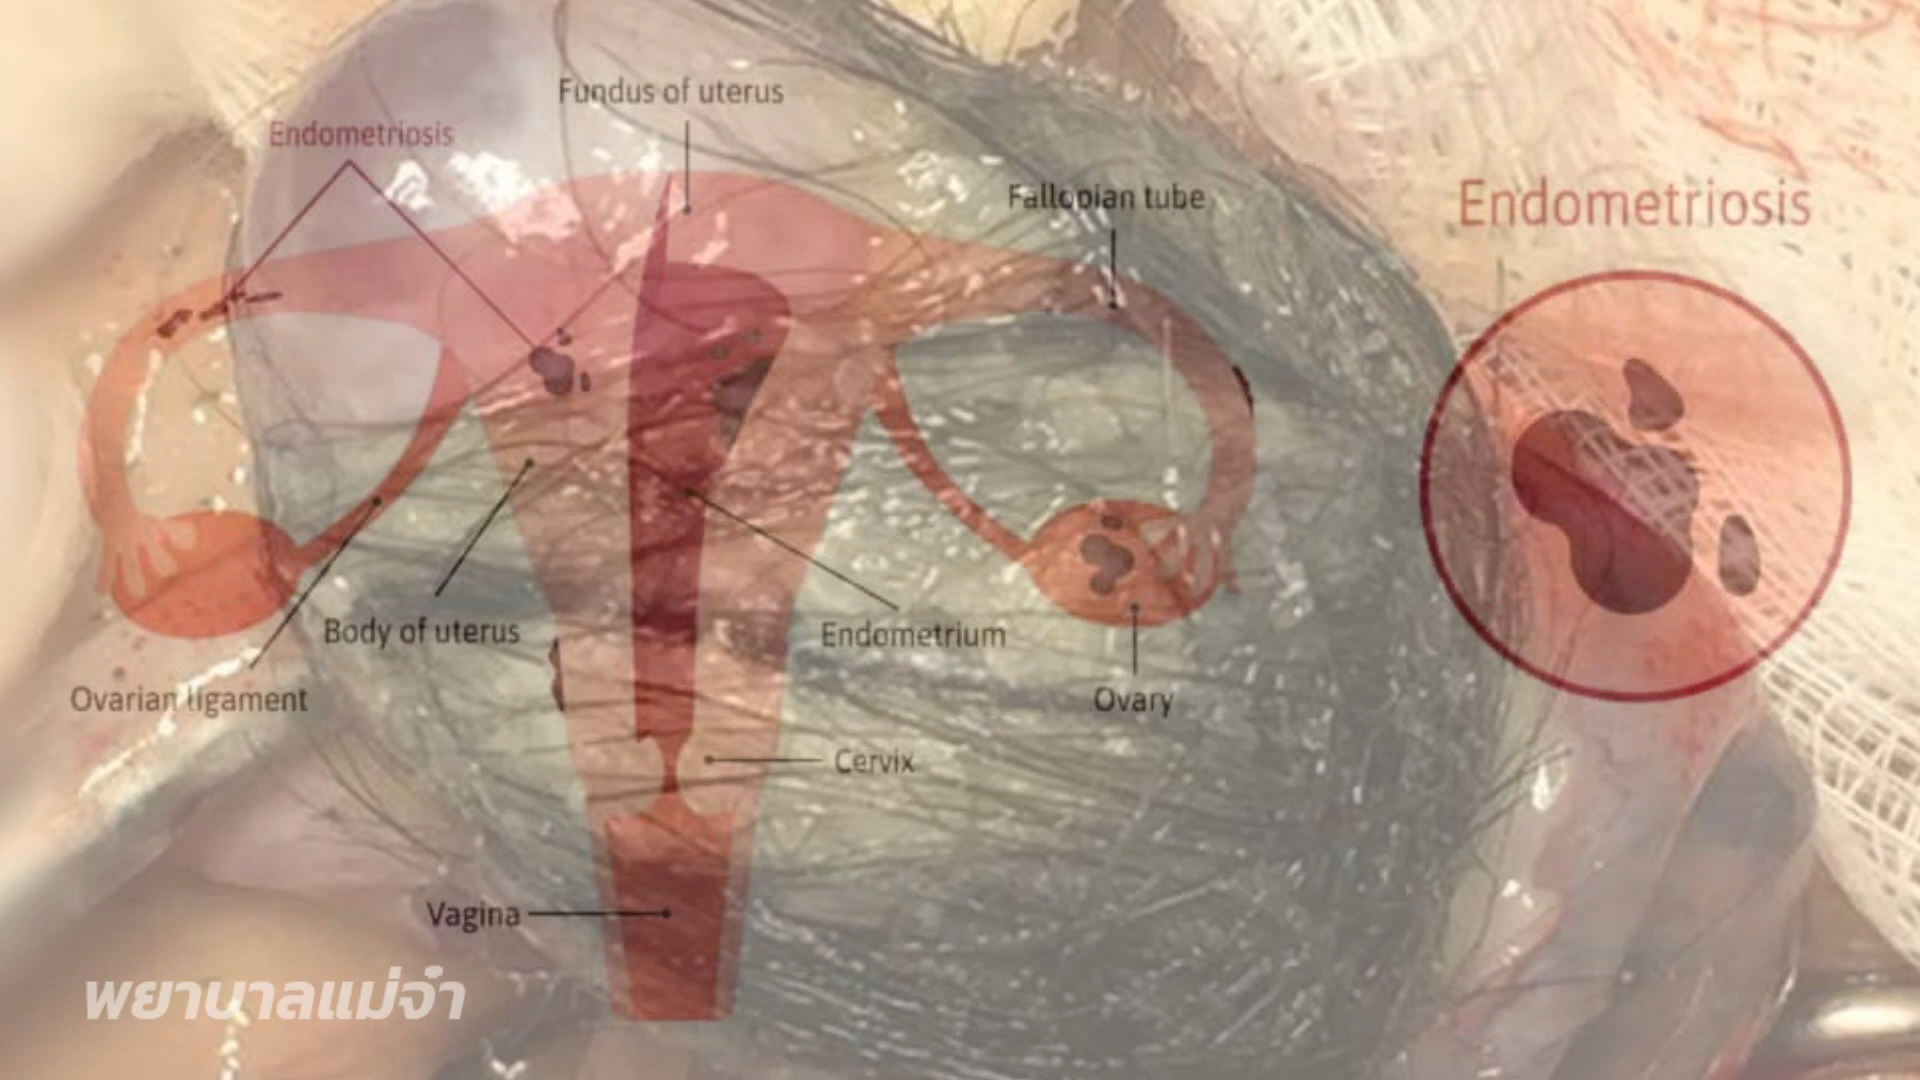 Fundus of uterus
Endometriosis
Fallopian tube
Endometriosis
Body of uterus
Endometrium
Ovarian ligament
Ovary
Cervix
Vagina
พยาบาลแม่จ๋า